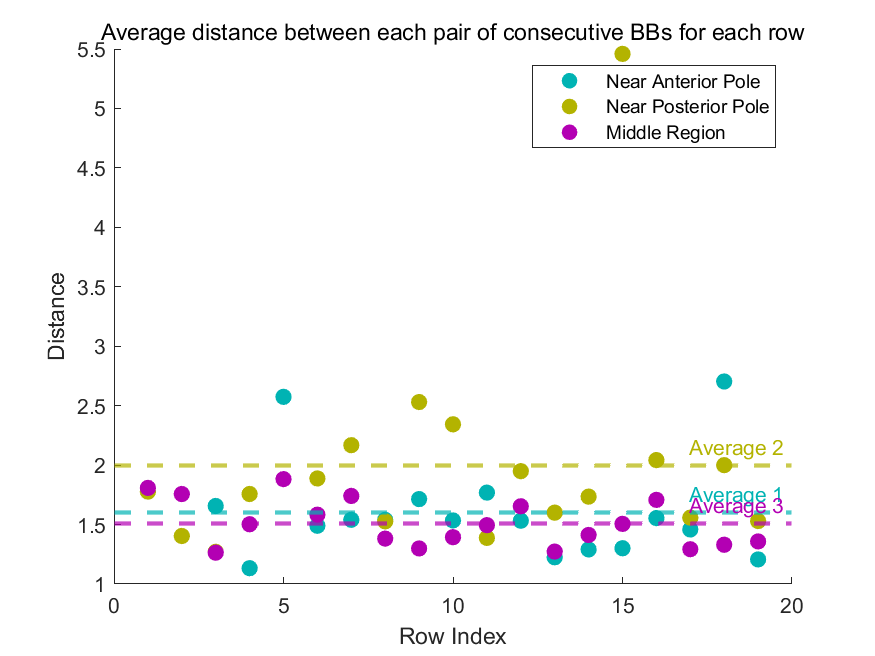 Average distance between each pair of consecutive BBs for each row
5.5
5
4.5
4
3.5
3
2.5
2
1.5
1
Distance
Near Anterior Pole
Near Posterior Pole
Middle Region
Average 2
Average 1
Average 3
0
5
10
15
20
Row Index